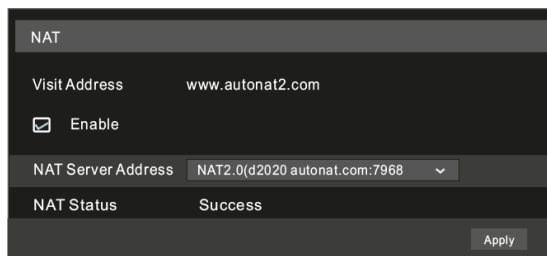 NAT
Visit Address www.autonat2.com
Enable
NAT Server Address NAT2.0(d2020 autonat.com:7968
NAT Status Success
Apply